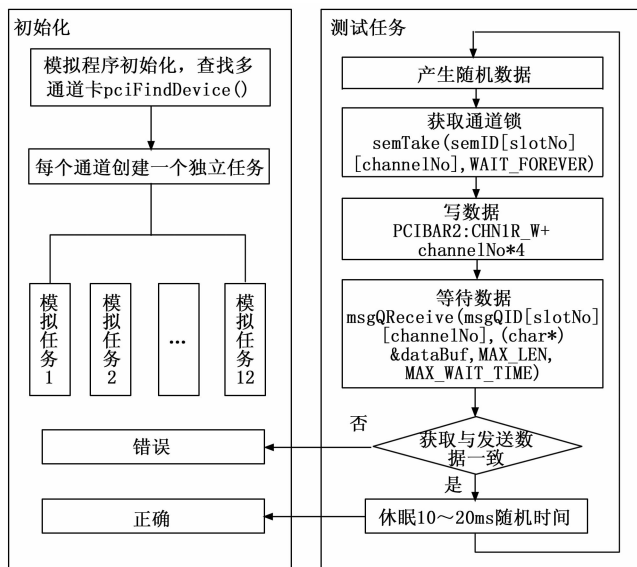 初始化
模拟程序初始化，查找多
通道卡pciFindDevice()
每个通道创建一个独立任务
模拟任务1
模拟任务2
...
模拟任务12
错误
正确
测试任务
产生随机数据
获取通道锁
semTake(semID[slotNo]
[channelNo],WAIT_FOREVER)
写数据
PCIBAR2:CHN1R_W+
channelNo*4
等待数据
msgQReceive(msgQID[slotNo]
[channelNo],(char*)
&dataBuf,MAX_LEN,
MAX_WAIT_TIME)
获取与发送数
据一致
否
是
休眠10～20ms随机时间